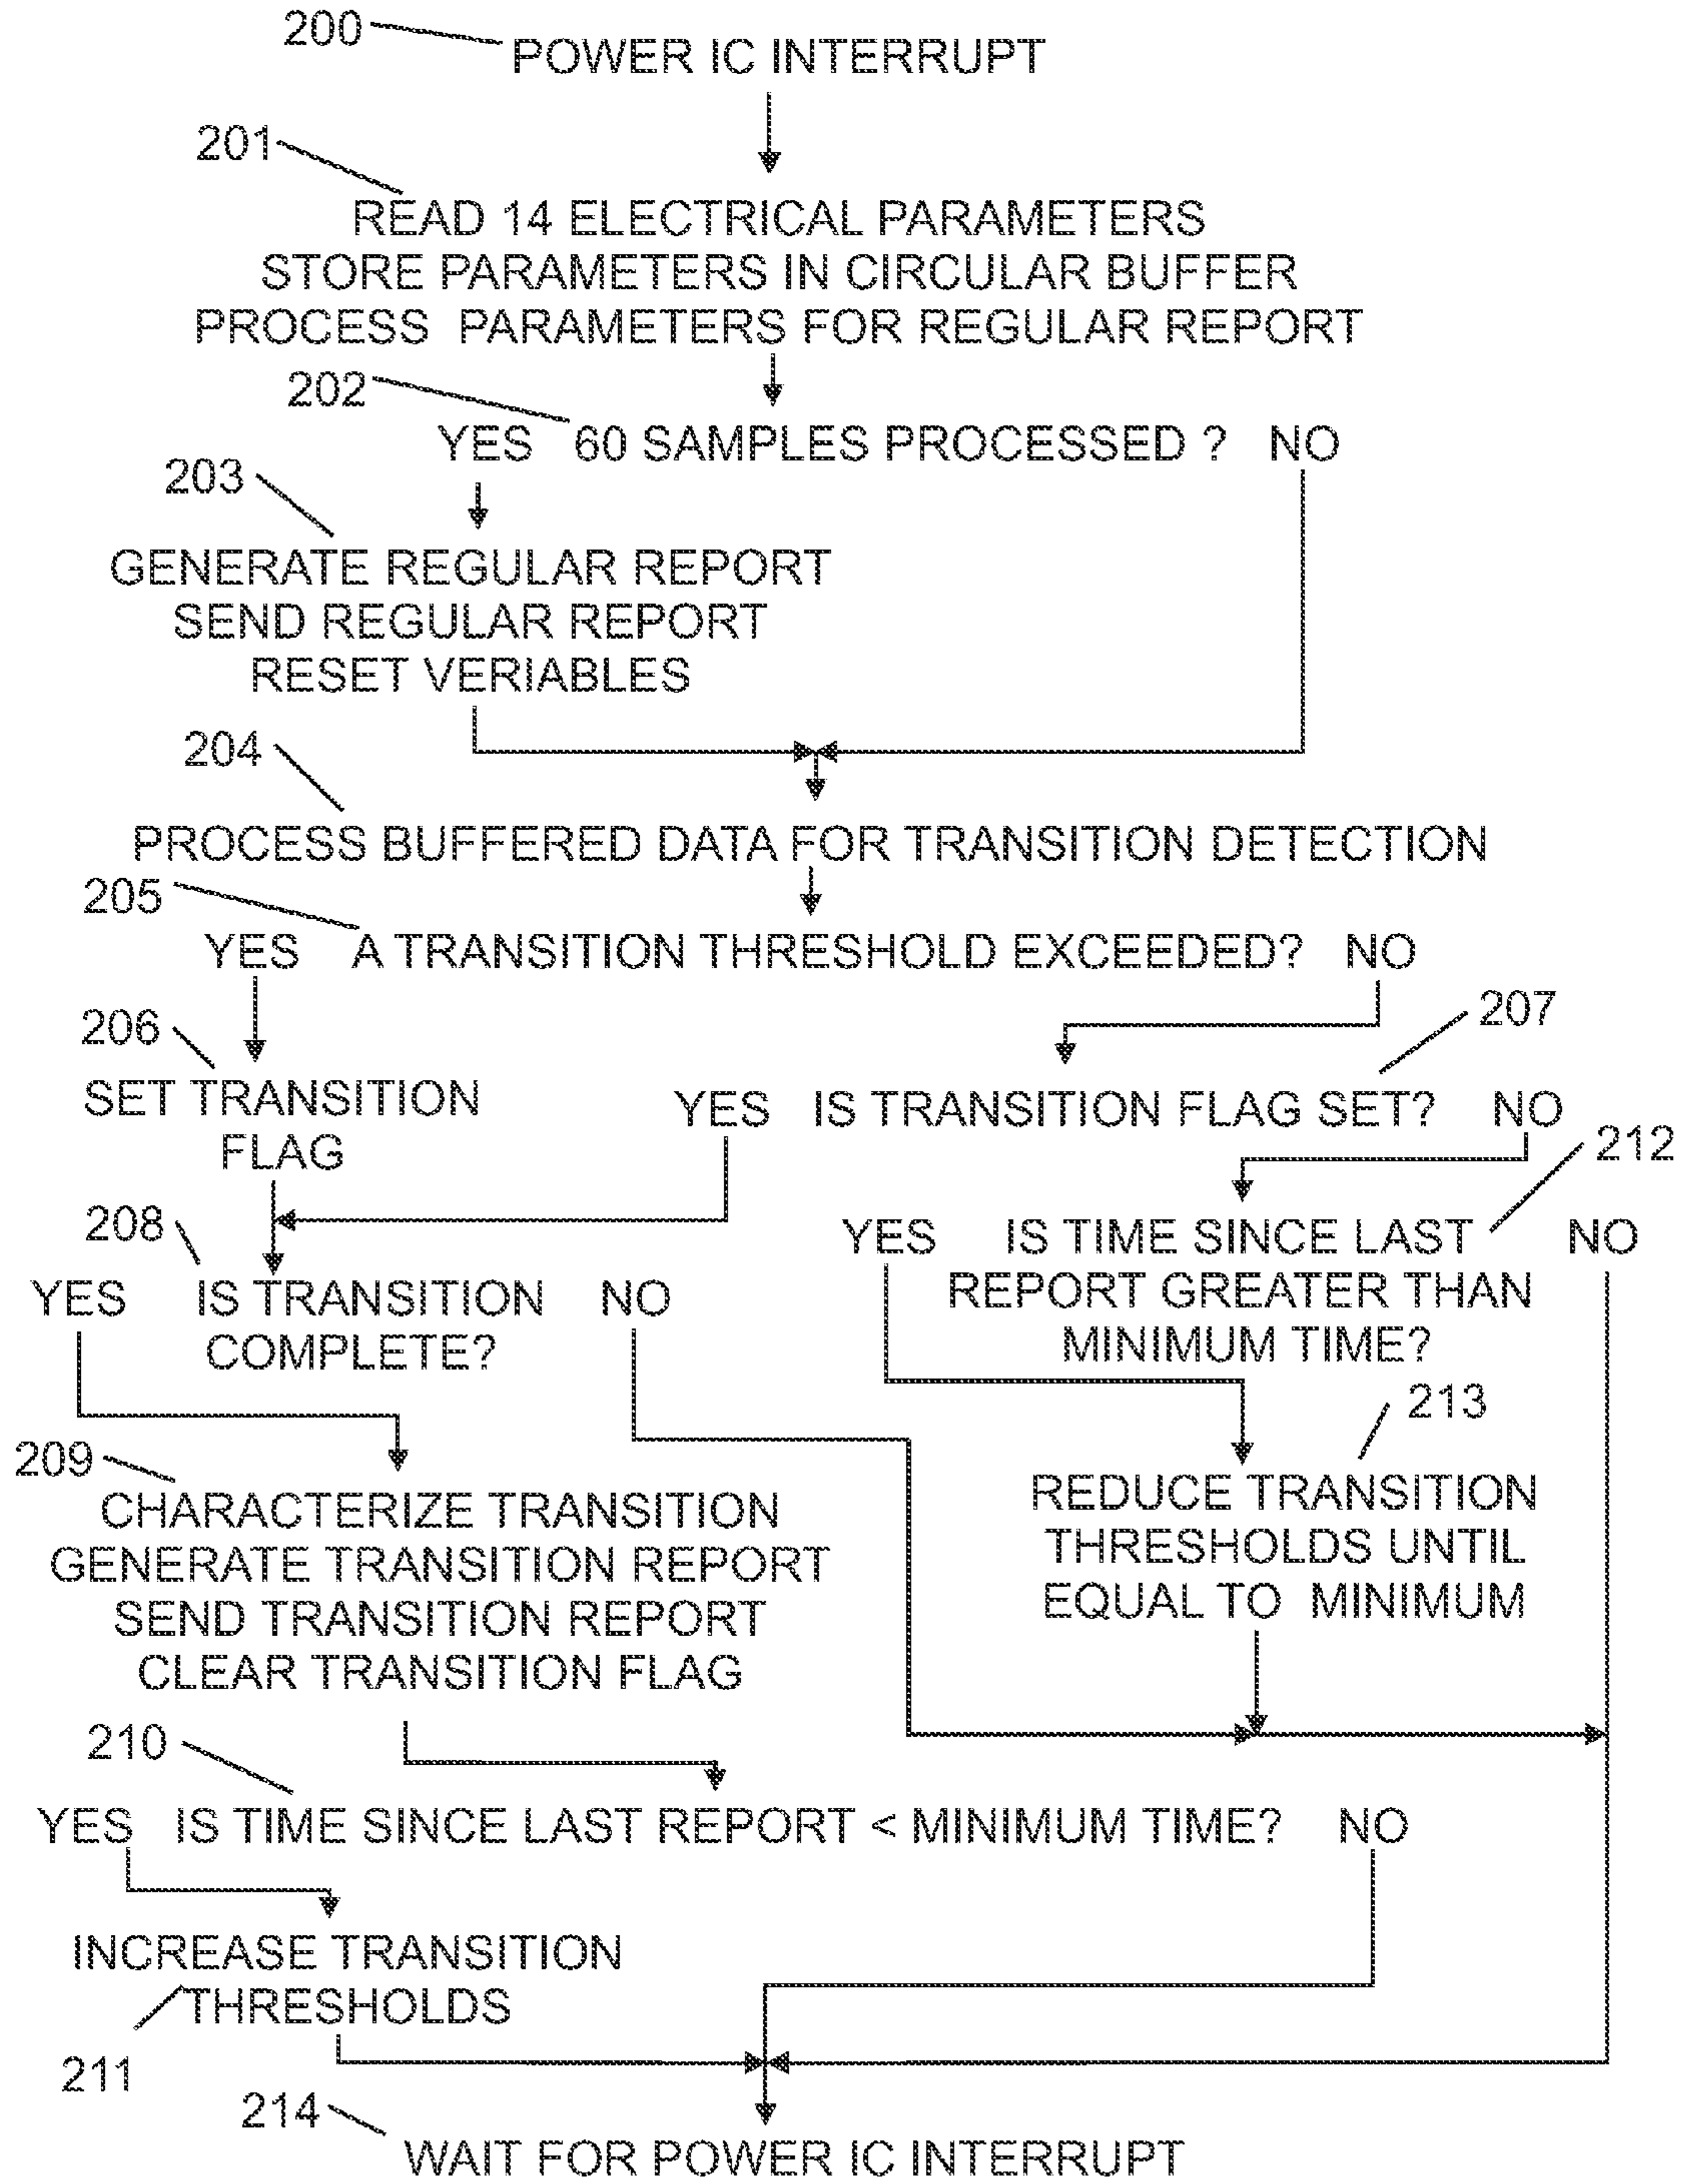 200
POWER IC INTERRUPT
201
READ 14 ELECTRICAL PARAMETERS
STORE PARAMETERS IN CIRCULAR BUFFER
PROCESS PARAMETERS FOR REGULAR REPORT
202
YES 60 SAMPLES PROCESSED ? NO
203
GENERATE REGULAR REPORT
SEND REGULAR REPORT
RESET VERIABLES
204
PROCESS BUFFERED DATA FOR TRANSITION DETECTION
205
YES A TRANSITION THRESHOLD EXCEEDED? NO
206
207
SET TRANSITION
FLAG
YES IS TRANSITION FLAG SET? NO
212
208
YES IS TIME SINCE LAST NO
REPORT GREATER THAN
MINIMUM TIME?
YES IS TRANSITION NO
COMPLETE?
213
209
REDUCE TRANSITION
THRESHOLDS UNTIL
EQUAL TO MINIMUM
CHARACTERIZE TRANSITION
GENERATE TRANSITION REPORT
SEND TRANSITION REPORT
CLEAR TRANSITION FLAG
210
YES IS TIME SINCE LAST REPORT < MINIMUM TIME? NO
INCREASE TRANSITION
THRESHOLDS
211
214
WAIT FOR POWER IC INTERRUPT